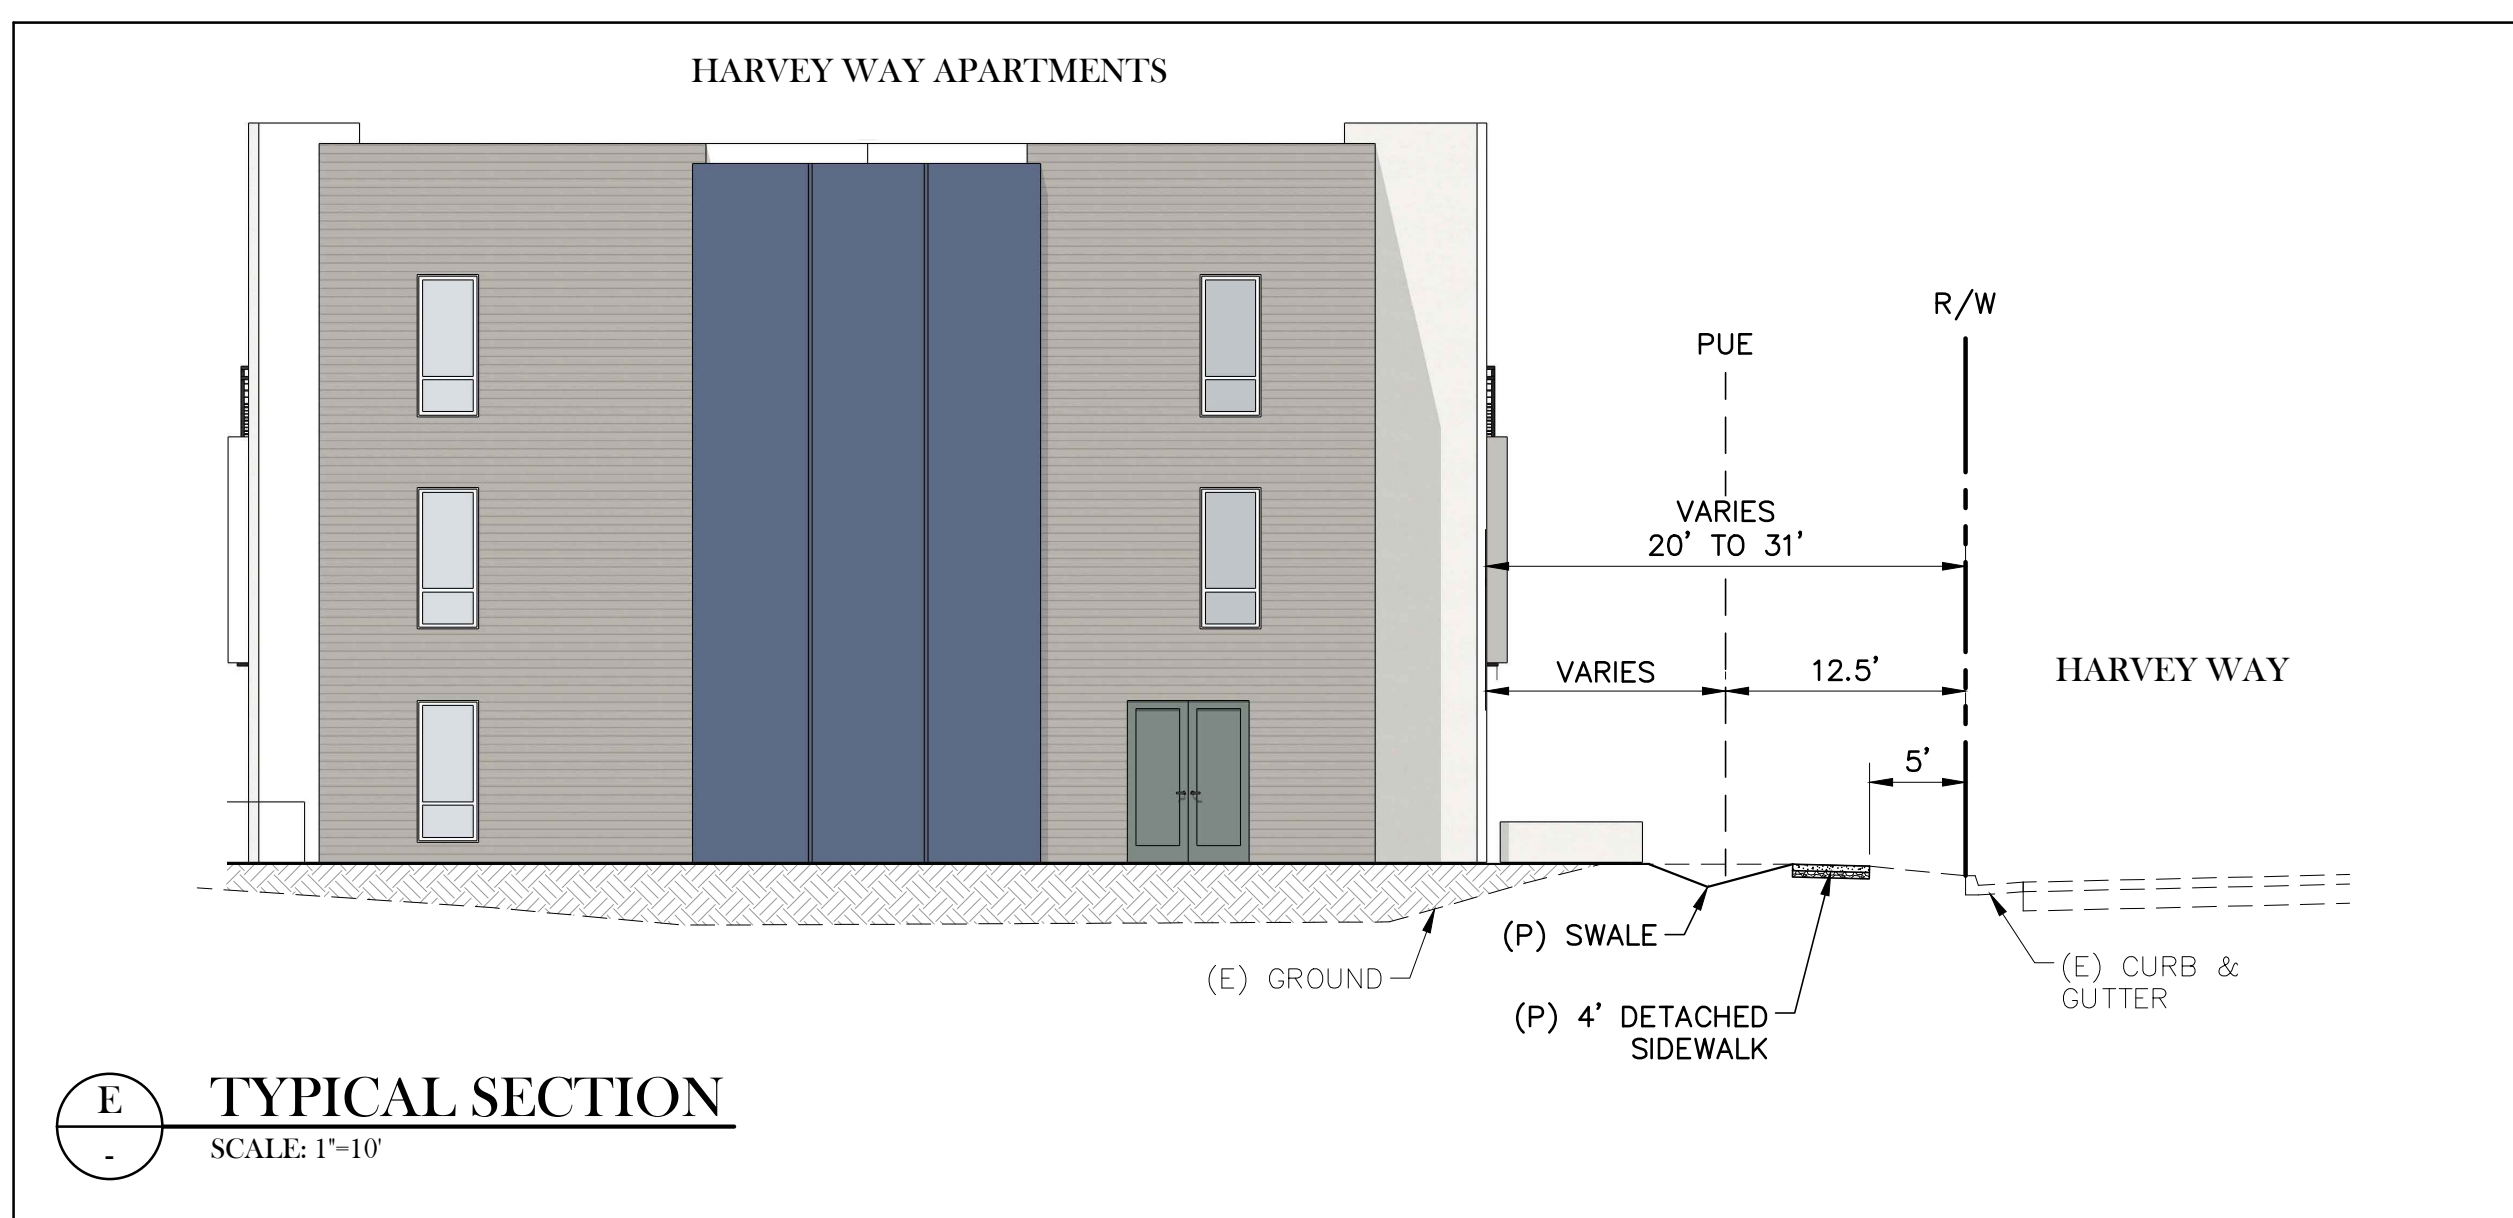 HARVEY WAY APARTMENTS
R/W
PUE
VARIES
20' TO 31'
VARIES
12.5'
HARVEY WAY
5'
(P) SWALE
(E) GROUND
(E) CURB &
GUTTER
(P) 4' DETACHED
SIDEWALK
E
-
TYPICAL SECTION
SCALE: 1"=10'